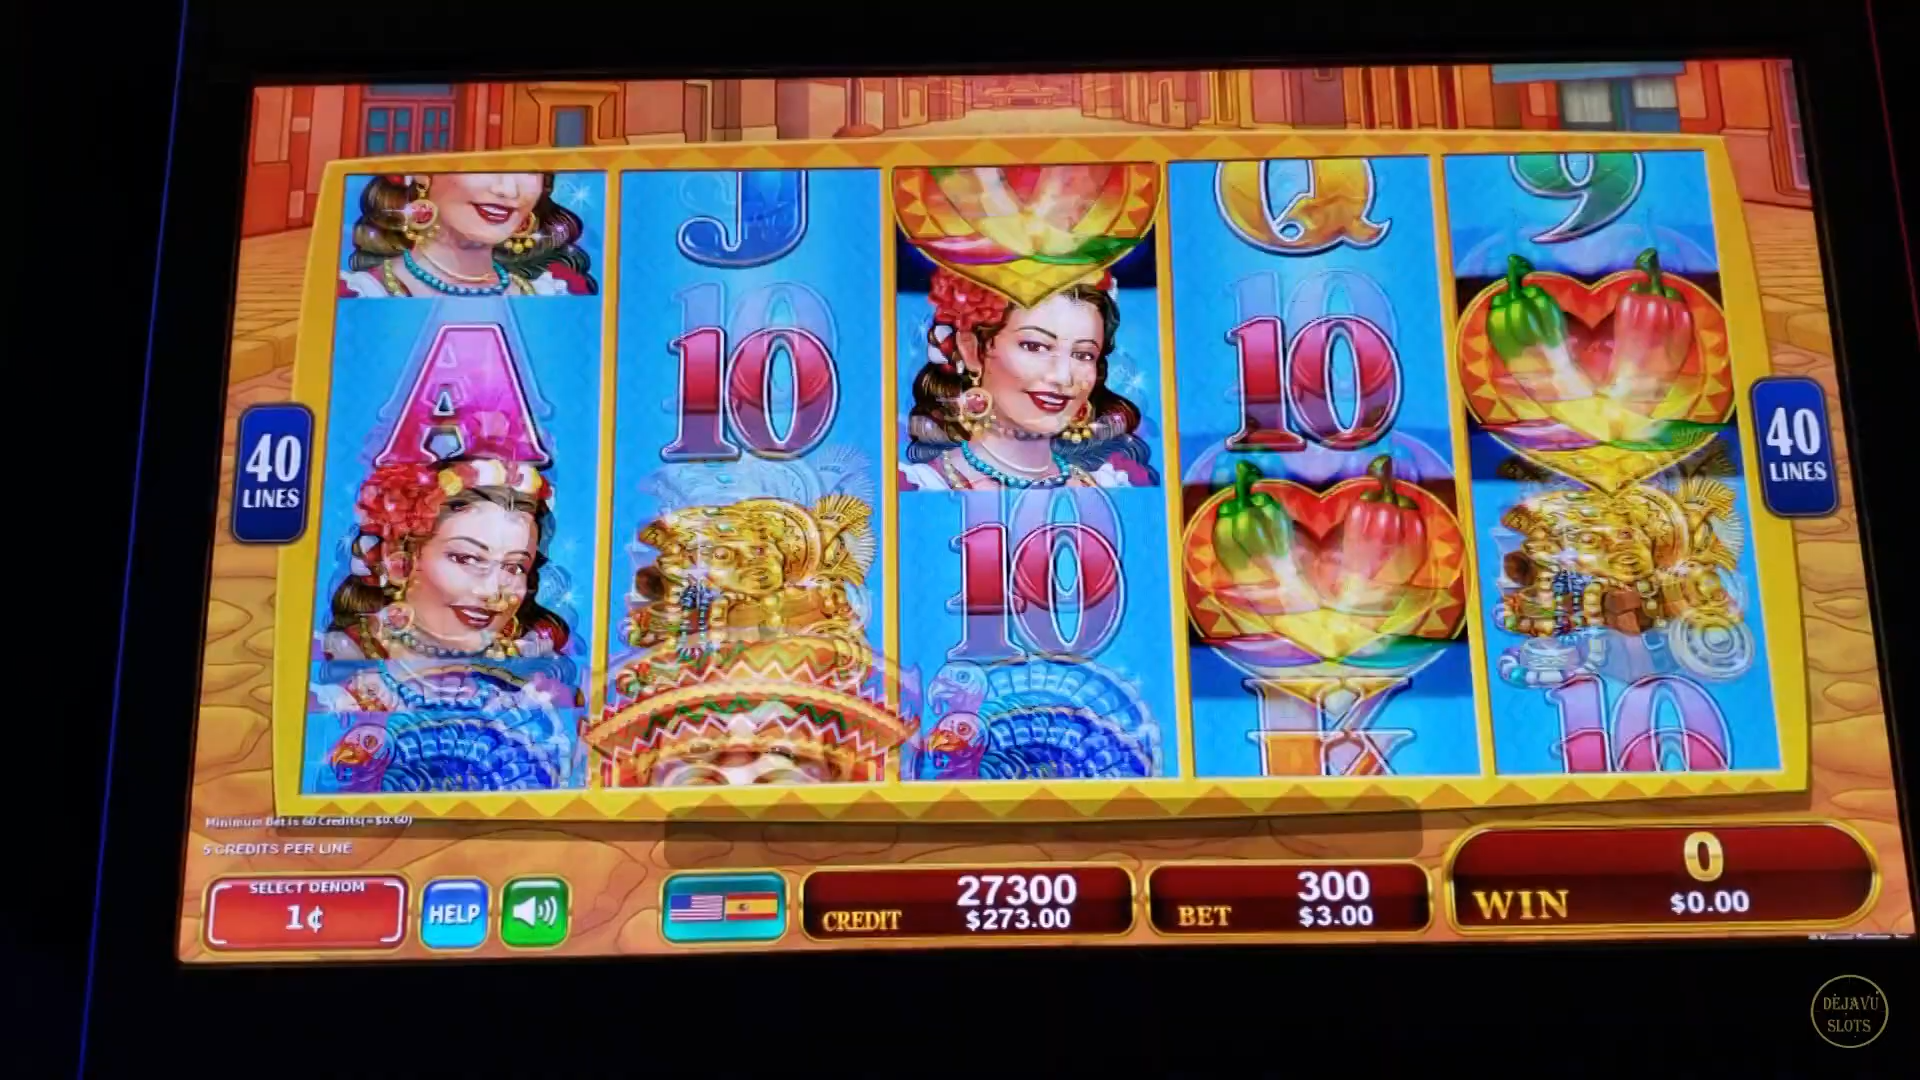 J
Q
9
A
10
10
40
LINES
40
LINES
10
K
10
Minimum Bet is 60 Credits(=$0.60)
5 CREDITS PER LINE
SELECT DENOM
1¢
HELP
CREDIT
27300
$273.00
BET
300
$3.00
WIN
0
$0.00
DEJAVU
SLOTS